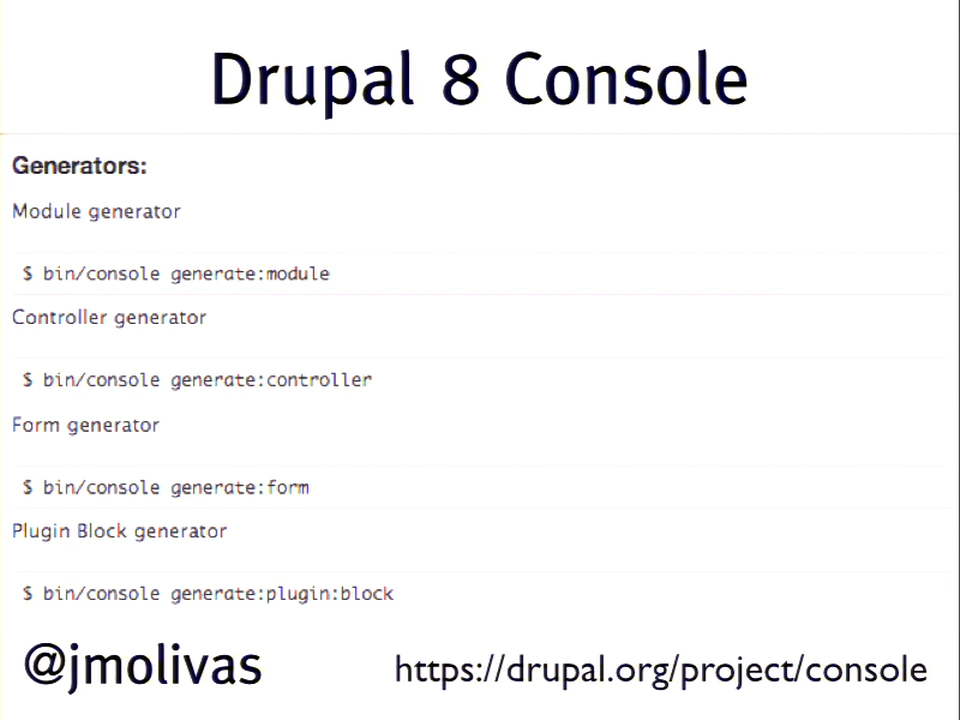 Drupal 8 Console
Generators:
Module generator
$ bin/console generate:module
Controller generator
$ bin/console generate:controller
Form generator
$ bin/console generate:form
Plugin Block generator
$ bin/console generate:plugin:block
@jmolivas
https://drupal.org/project/console